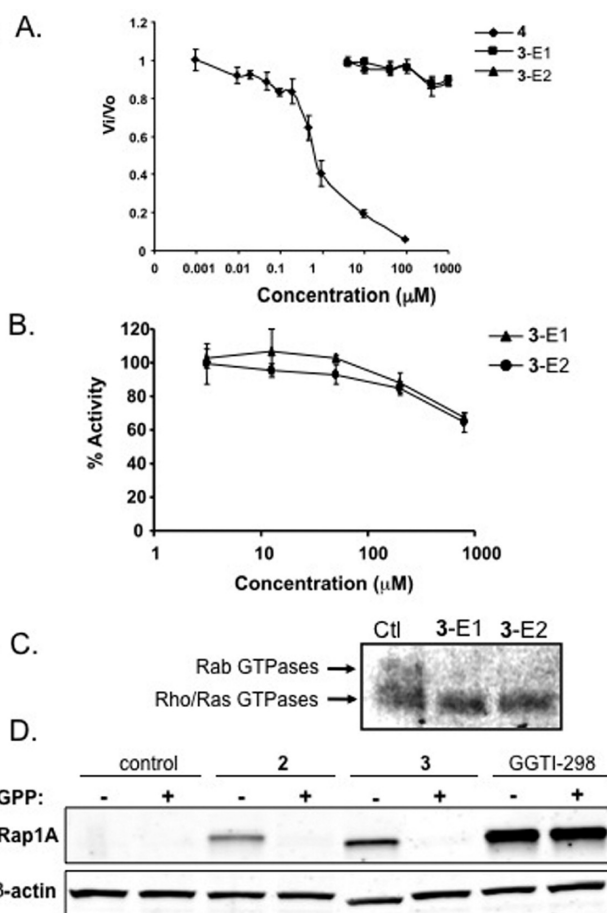 A.
1.2
1
0.8
0.6
0.4
0.2
0
Vi/Vo
0 0.001 0.01 0.1 1 10 100 1000
Concentration (μM)
4
3-E1
3-E2
B.
120
100
80
60
40
20
0
% Activity
1 10 100 1000
Concentration (μM)
3-E1
3-E2
C.
Ctl 3-E1 3-E2
Rab GTPases
Rho/Ras GTPases
D.
control 2 3 GGTI-298
GPP: - + - + - + - +
Rap1A
-actin